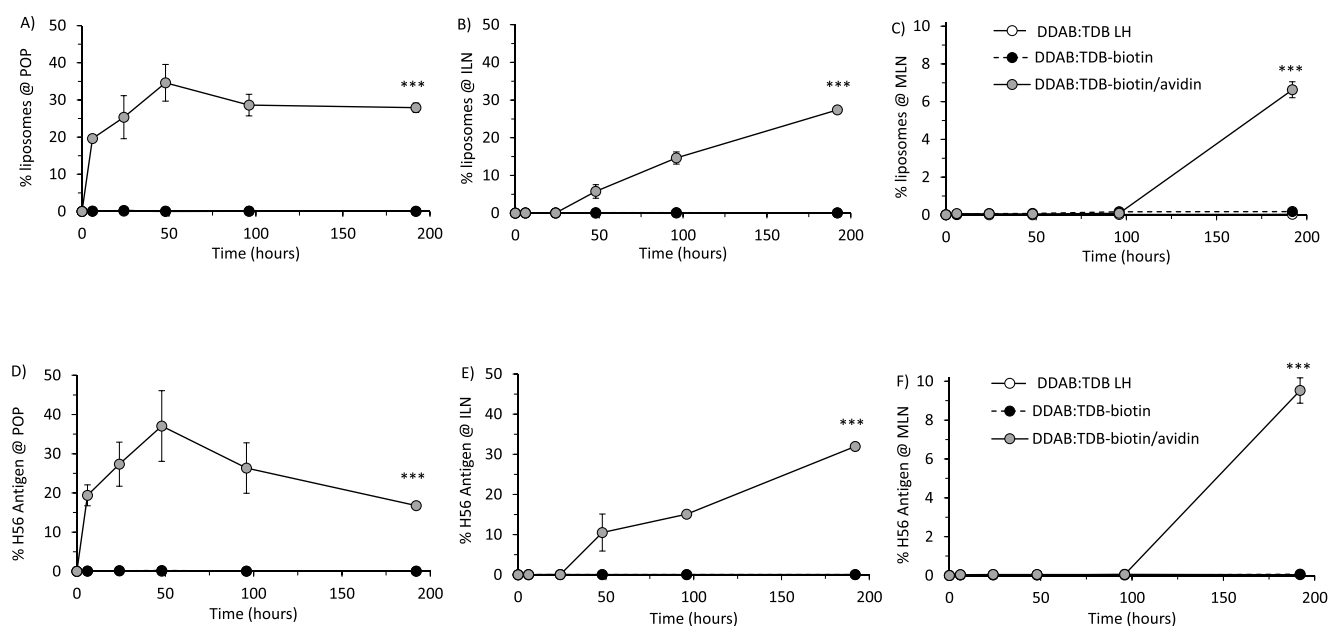 A)
50
40
30
20
10
0
% liposomes @ POP
***
0 50 100 150 200
Time (hours)
B)
50
40
30
20
10
0
% liposomes @ ILN
***
0 50 100 150 200
Time (hours)
C)
10
8
6
4
2
0
% liposomes @ MLN
DDAB:TDB LH
DDAB:TDB-biotin
DDAB:TDB-biotin/avidin
***
0 50 100 150 200
Time (hours)
D)
50
40
30
20
10
0
% H56 Antigen @ POP
***
0 50 100 150 200
Time (hours)
E)
50
40
30
20
10
0
% H56 Antigen @ ILN
***
0 50 100 150 200
Time (hours)
F)
10
8
6
4
2
0
% H56 Antigen @ MLN
DDAB:TDB LH
DDAB:TDB-biotin
DDAB:TDB-biotin/avidin
***
0 50 100 150 200
Time (hours)